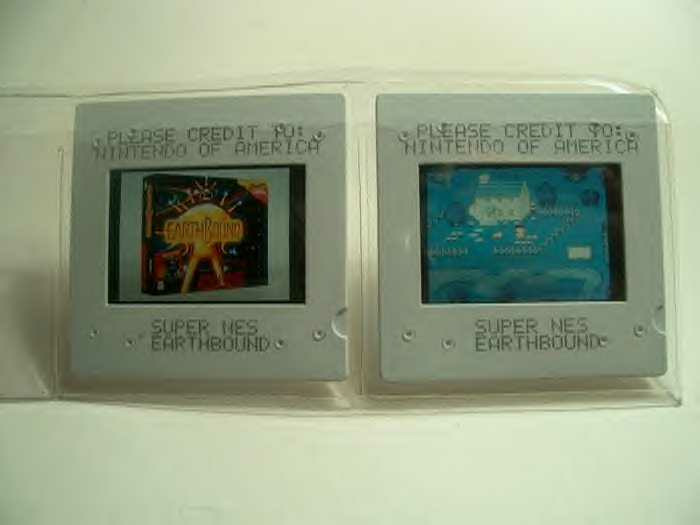 PLEASE CREDIT TO:
NINTENDO OF AMERICA
EARTHBOUND
SUPER NES
EARTHBOUND
PLEASE CREDIT TO:
NINTENDO OF AMERICA
SUPER NES
EARTHBOUND